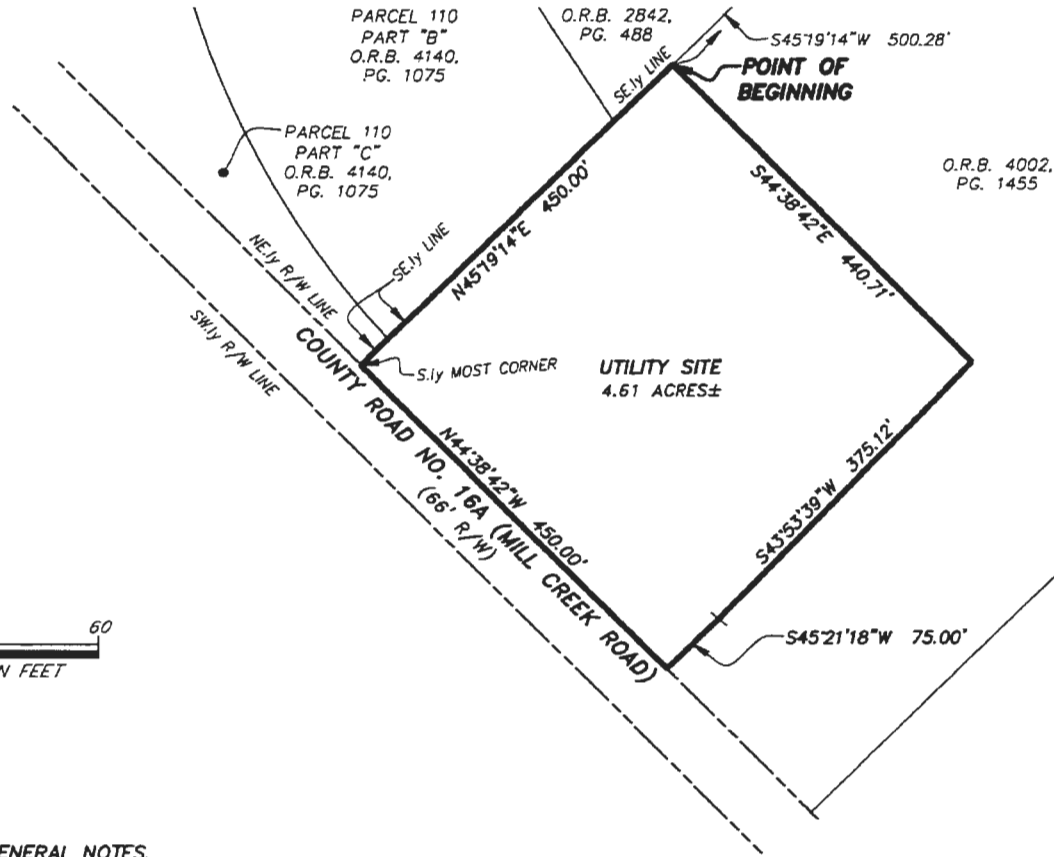 PARCEL 110
PART "B"
O.R.B. 4140,
PG. 1075
O.R.B. 2842,
PG. 488
S45°19'14"W 500.28'
SE.ly LINE
POINT OF
BEGINNING
PARCEL 110
PART "C"
O.R.B. 4140,
PG. 1075
O.R.B. 4002,
PG. 1455
S44°38'42"E 440.71'
N45°19'14"E 450.00'
SE.ly LINE
NE.ly R/W LINE
SW.ly R/W LINE
S.ly MOST CORNER
UTILITY SITE
4.61 ACRES±
COUNTY ROAD NO. 16A (MILL CREEK ROAD)
(66' R/W)
N44°38'42"W 450.00'
S43°53'39"W 375.12'
S45°21'18"W 75.00'
60
N FEET
ENERAL NOTES.